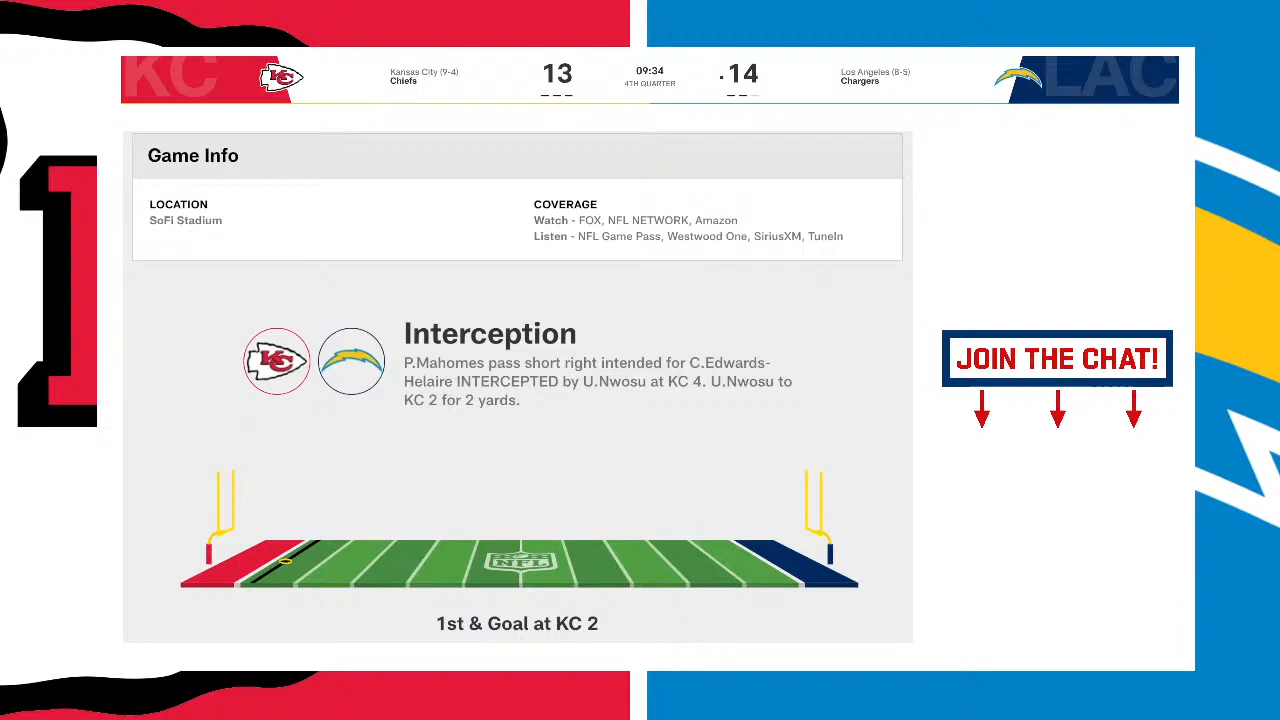 KC
KC
Kansas City (9-4)
Chiefs
13
09:34
4TH QUARTER
14
Los Angeles (8-5)
Chargers
LAC
Game Info
LOCATION
SoFi Stadium
COVERAGE
Watch - FOX, NFL NETWORK, Amazon
Listen - NFL Game Pass, Westwood One, SiriusXM, TuneIn
KC
Interception
P.Mahomes pass short right intended for C.Edwards-
Helaire INTERCEPTED by U.Nwosu at KC 4. U.Nwosu to
KC 2 for 2 yards.
JOIN THE CHAT!
NFL
1st & Goal at KC 2